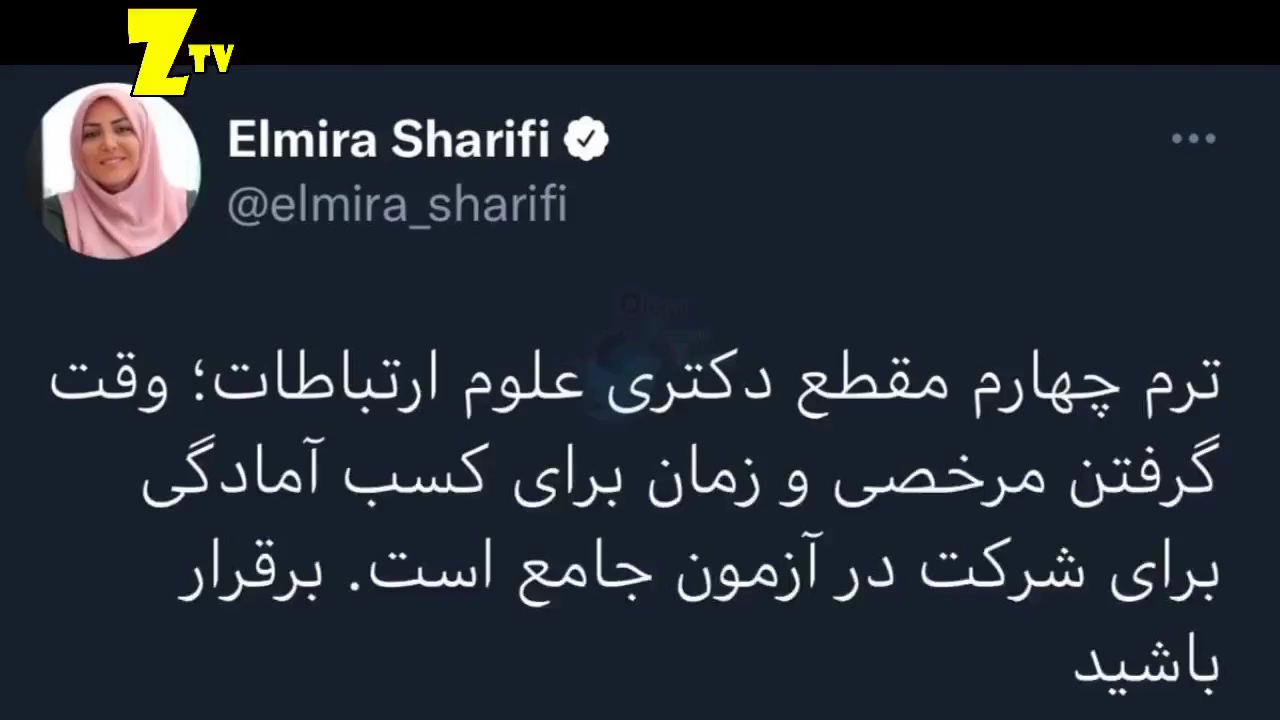 Z TV
Elmira Sharifi
@elmira_sharifi
ترم چهارم مقطع دکتری علوم ارتباطات؛ وقت
گرفتن مرخصی و زمان برای کسب آمادگی
برای شرکت در آزمون جامع است. برقرار
باشید